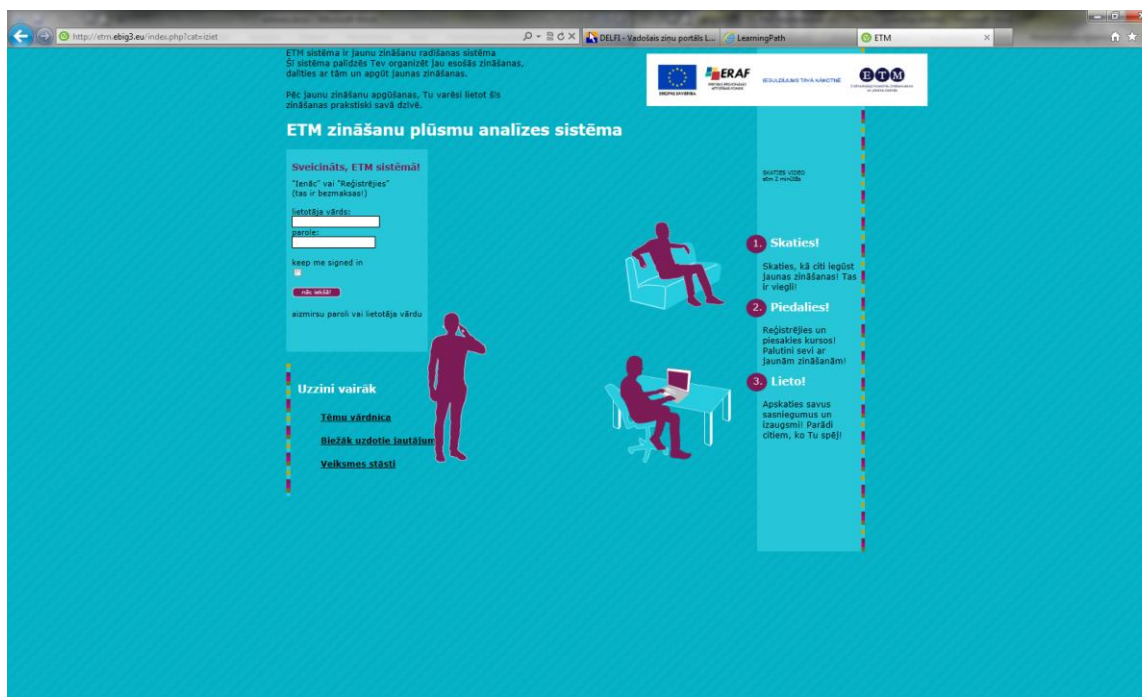 http://etm.ebig3.eu/index.php?cat=iziet
DELFI - Vadošais ziņu portāls L...
LearningPath
ETM
ETM sistēma ir jaunu zināšanu radīšanas sistēma
Šī sistēma palīdzēs Tev organizēt jau esošās zināšanas,
dalīties ar tām un apgūt jaunas zināšanas.
Pēc jaunu zināšanu apgūšanas, Tu varēsi lietot šīs
zināšanas prakstiski savā dzīvē.
EIROPAS SAVIENĪBA
ERAF
IEGULDĪJUMS TAVĀ NĀKOTNĒ
ETM
ETM zināšanu plūsmu analīzes sistēma
Sveicināts, ETM sistēmā!
"Ienāc" vai "Reģistrējies"
(tas ir bezmaksas!)
lietotāja vārds:
parole:
keep me signed in
nāc iekšā!
aizmirsu paroli vai lietotāja vārdu
Uzzini vairāk
Tēmu vārdnīca
Biežāk uzdotie jautājum
Veiksmes stāsti
SKATIES VIDEO
etm 2 minūtēs
1. Skaties!
Skaties, kā citi iegūst
jaunas zināšanas! Tas
ir viegli!
2. Piedalies!
Reģistrējies un
piesakies kursos!
Palutini sevi ar
jaunām zināšanām!
3. Lieto!
Apskaties savus
sasniegumus un
izaugsmi! Parādi
citiem, ko Tu spēj!